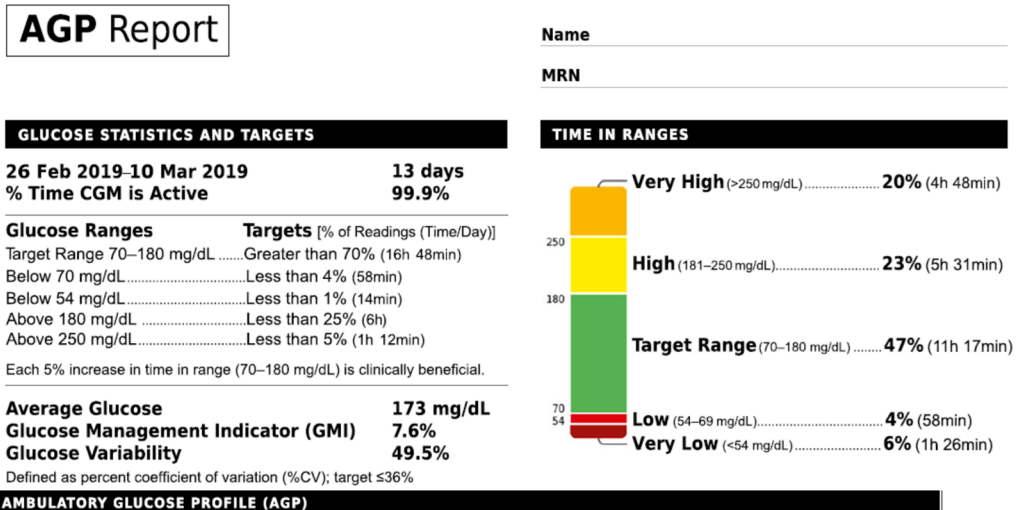 AGP Report
Name
MRN
GLUCOSE STATISTICS AND TARGETS
26 Feb 2019–10 Mar 2019 13 days
% Time CGM is Active 99.9%
Glucose Ranges Targets [% of Readings (Time/Day)]
Target Range 70–180 mg/dL ......Greater than 70% (16h 48min)
Below 70 mg/dL...........................Less than 4% (58min)
Below 54 mg/dL...........................Less than 1% (14min)
Above 180 mg/dL ........................Less than 25% (6h)
Above 250 mg/dL.........................Less than 5% (1h 12min)
Each 5% increase in time in range (70–180 mg/dL) is clinically beneficial.
Average Glucose 173 mg/dL
Glucose Management Indicator (GMI) 7.6%
Glucose Variability 49.5%
Defined as percent coefficient of variation (%CV); target ≤36%
TIME IN RANGES
Very High (>250 mg/dL)....................20% (4h 48min)
250
High (181–250 mg/dL)............................23% (5h 31min)
180
Target Range (70–180 mg/dL) ........47% (11h 17min)
70
Low (54–69 mg/dL)................................4% (58min)
54
Very Low (<54 mg/dL)......................6% (1h 26min)
AMBULATORY GLUCOSE PROFILE (AGP)